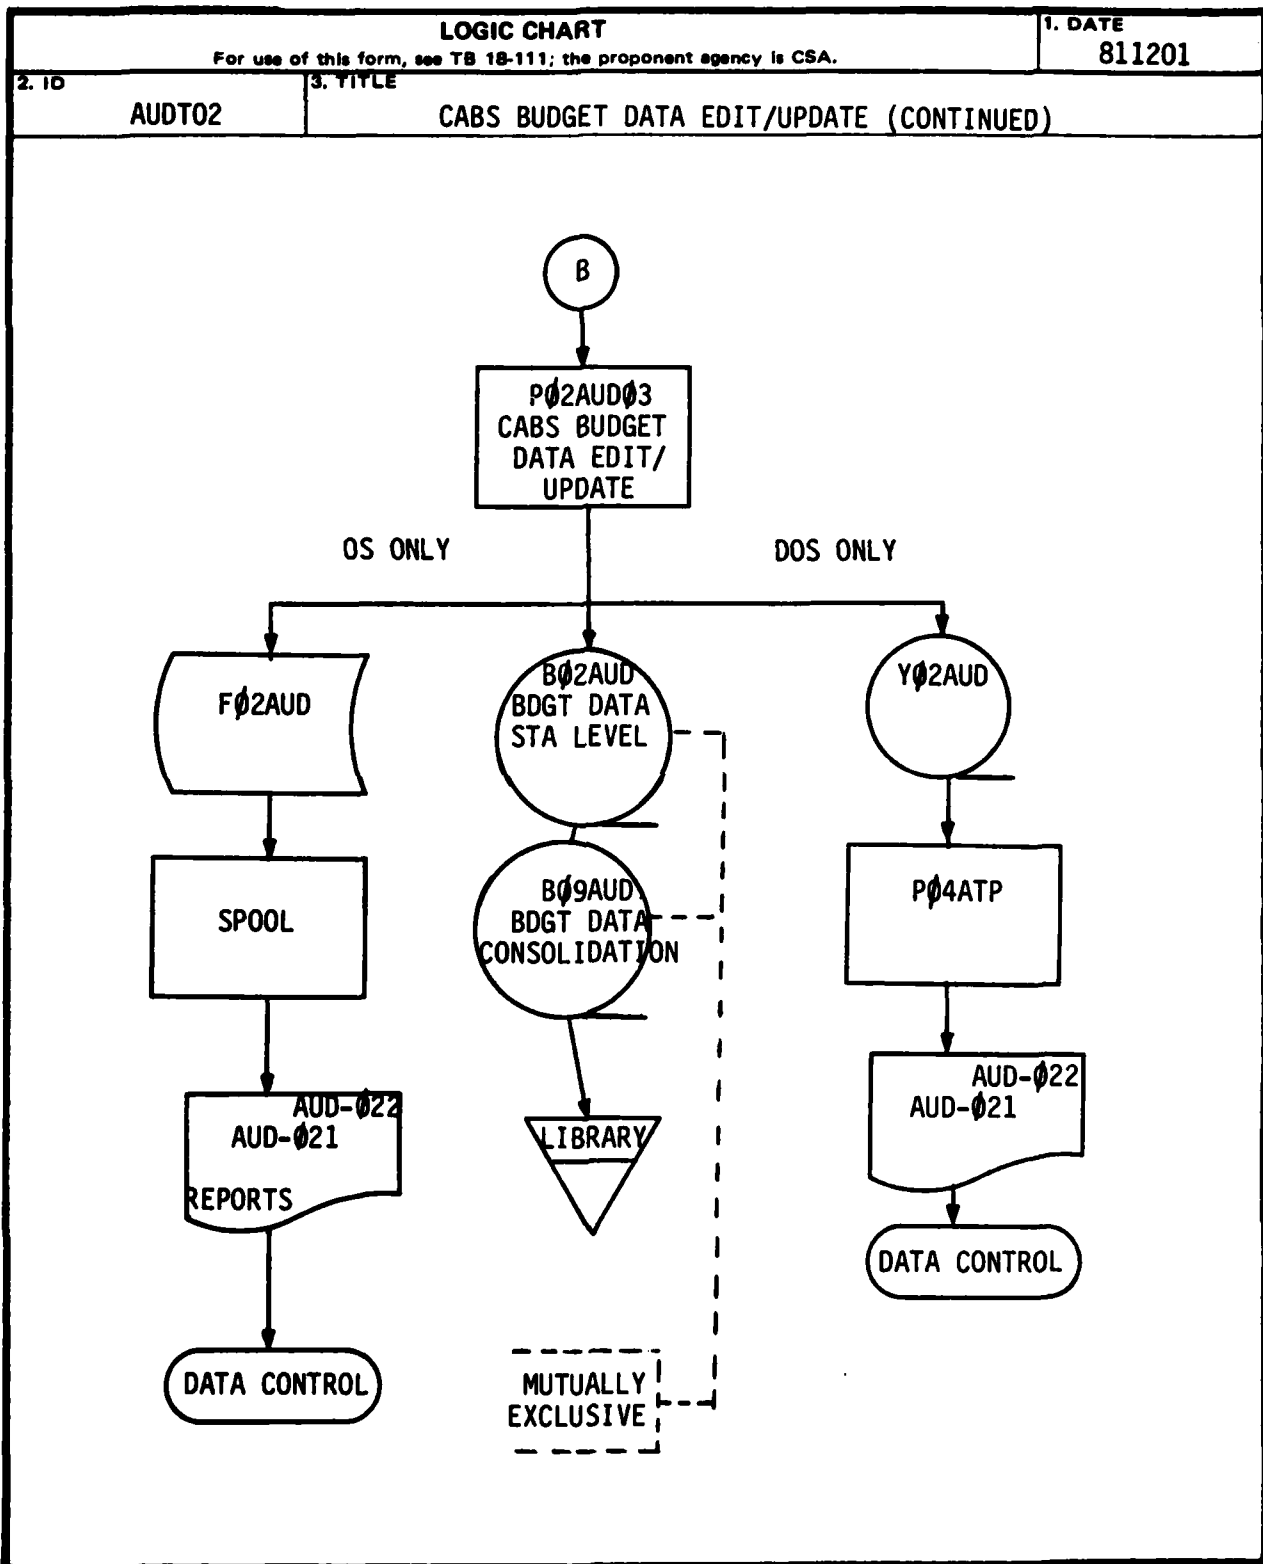 LOGIC CHART
For use of this form, see TB 18-111; the proponent agency is CSA.
1. DATE
811201
2. ID
AUDT02
3. TITLE
CABS BUDGET DATA EDIT/UPDATE (CONTINUED)
B
PØ2AUDØ3
CABS BUDGET
DATA EDIT/
UPDATE
OS ONLY
DOS ONLY
FØ2AUD
BØ2AUD
BDGT DATA
STA LEVEL
YØ2AUD
SPOOL
BØ9AUD
BDGT DATA
CONSOLIDATION
PØ4ATP
AUD-Ø22
AUD-Ø21
REPORTS
LIBRARY
AUD-Ø22
AUD-Ø21
DATA CONTROL
DATA CONTROL
MUTUALLY
EXCLUSIVE